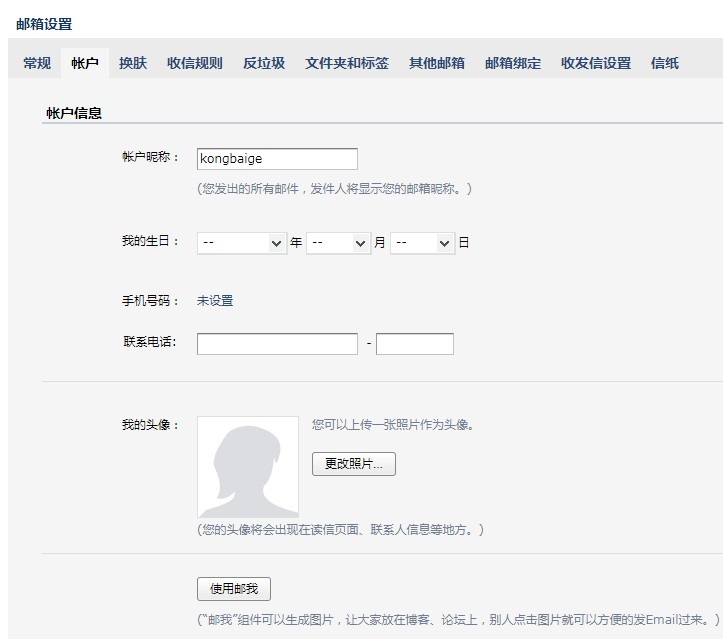 邮箱设置
常规 帐户 换肤 收信规则 反垃圾 文件夹和标签 其他邮箱 邮箱绑定 收发信设置 信纸
帐户信息
帐户昵称： kongbaige
(您发出的所有邮件，发件人将显示您的邮箱昵称。)
我的生日： -- 年 -- 月 -- 日
手机号码： 未设置
联系电话: -
我的头像： 您可以上传一张照片作为头像。
更改照片...
(您的头像将会出现在读信页面、联系人信息等地方。)
使用邮我
(“邮我”组件可以生成图片，让大家放在博客、论坛上，别人点击图片就可以方便的发Email过来。)